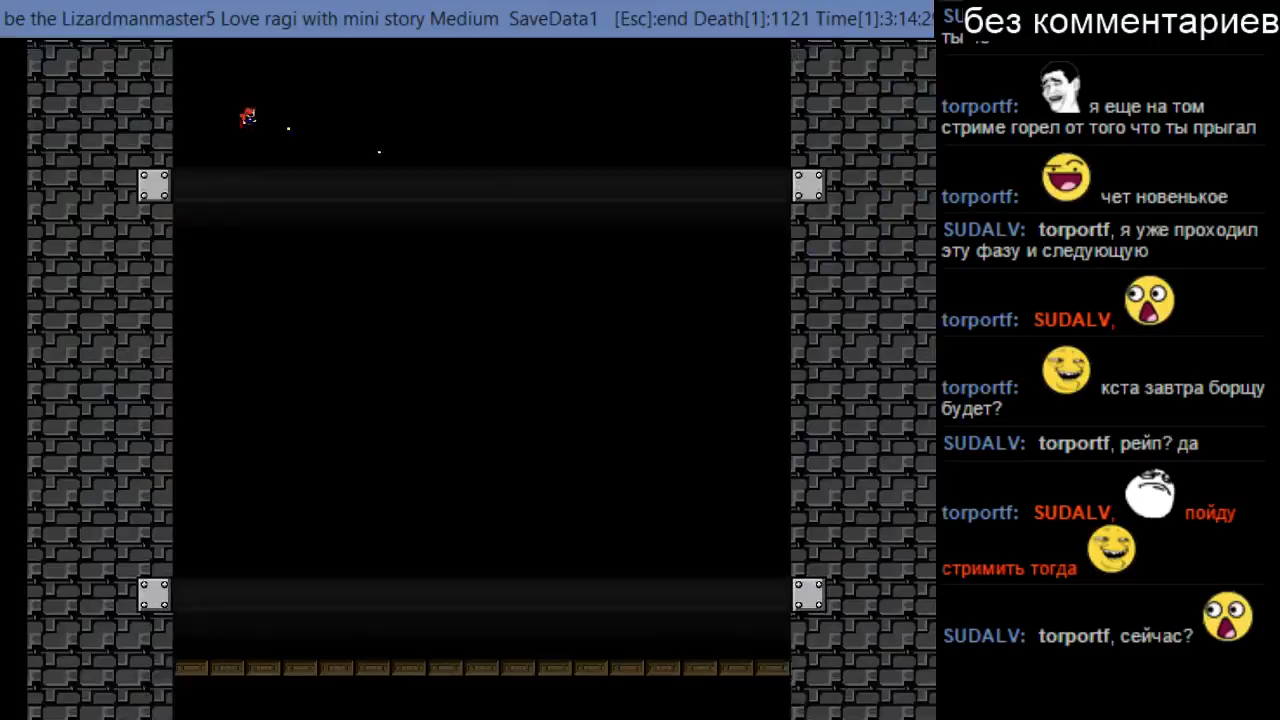 be the Lizardmanmaster5 Love ragi with mini story Medium SaveData1 [Esc]:end Death[1]:1121 Time[1]:3:14:2
без комментариев
SU
ты
torportf: я еще на том
стриме горел от того что ты прыгал
torportf: чет новенькое
SUDALV: torportf, я уже проходил
эту фазу и следующую
torportf: SUDALV,
torportf: кста завтра борщу
будет?
SUDALV: torportf, рейп? да
torportf: SUDALV, пойду
стримить тогда
SUDALV: torportf, сейчас?